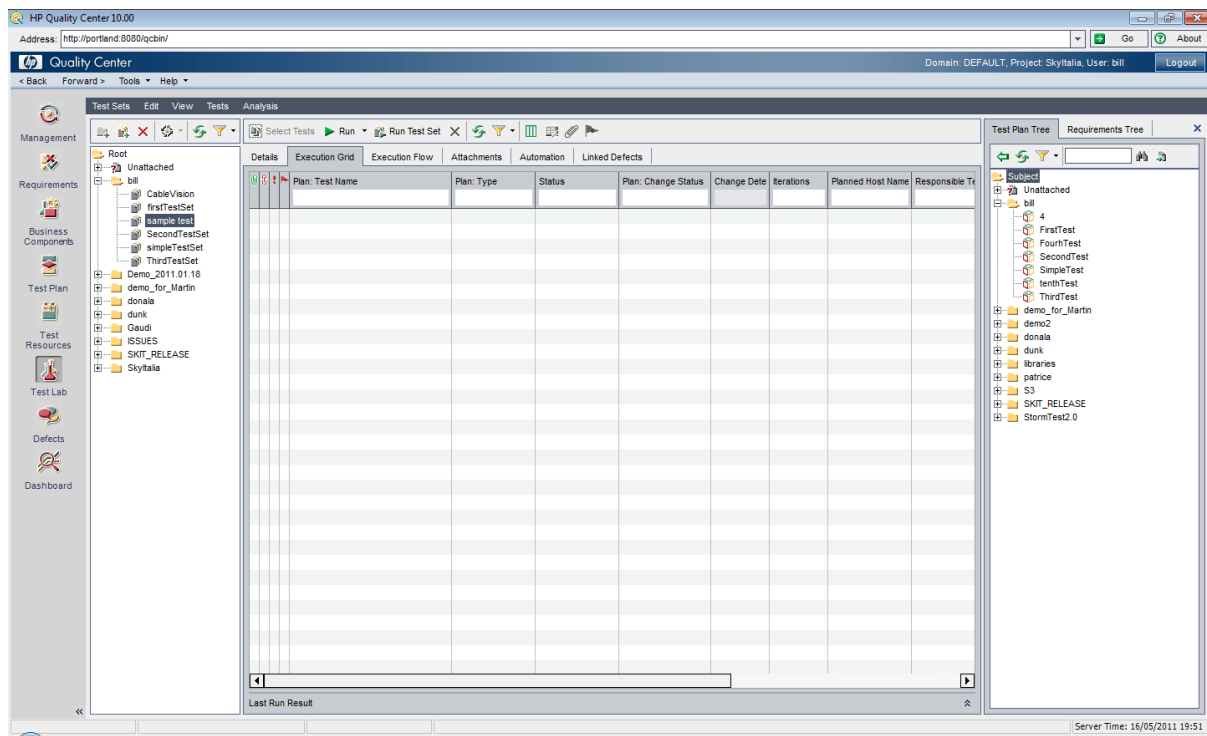 HP Quality Center 10.00
Address: http://portland:8080/qcbin/ Go About
hp Quality Center Domain: DEFAULT, Project: SkyItalia, User: bill Logout
< Back Forward > Tools Help
Test Sets Edit View Tests Analysis
Management
Requirements
Business
Components
Test Plan
Test
Resources
Test Lab
Defects
Dashboard
«
Root
Unattached
bill
CableVision
firstTestSet
sample test
SecondTestSet
simpleTestSet
ThirdTestSet
Demo_2011.01.18
demo_for_Martin
donala
dunk
Gaudi
ISSUES
SKIT_RELEASE
SkyItalia
Select Tests Run Run Test Set
Details Execution Grid Execution Flow Attachments Automation Linked Defects
Plan: Test Name Plan: Type Status Plan: Change Status Change Dete Iterations Planned Host Name Responsible Te
Last Run Result
Test Plan Tree Requirements Tree X
Subject
Unattached
bill
4
FirstTest
FourhTest
SecondTest
SimpleTest
tenthTest
ThirdTest
demo_for_Martin
demo2
donala
dunk
libraries
patrice
S3
SKIT_RELEASE
StormTest2.0
Server Time: 16/05/2011 19:51